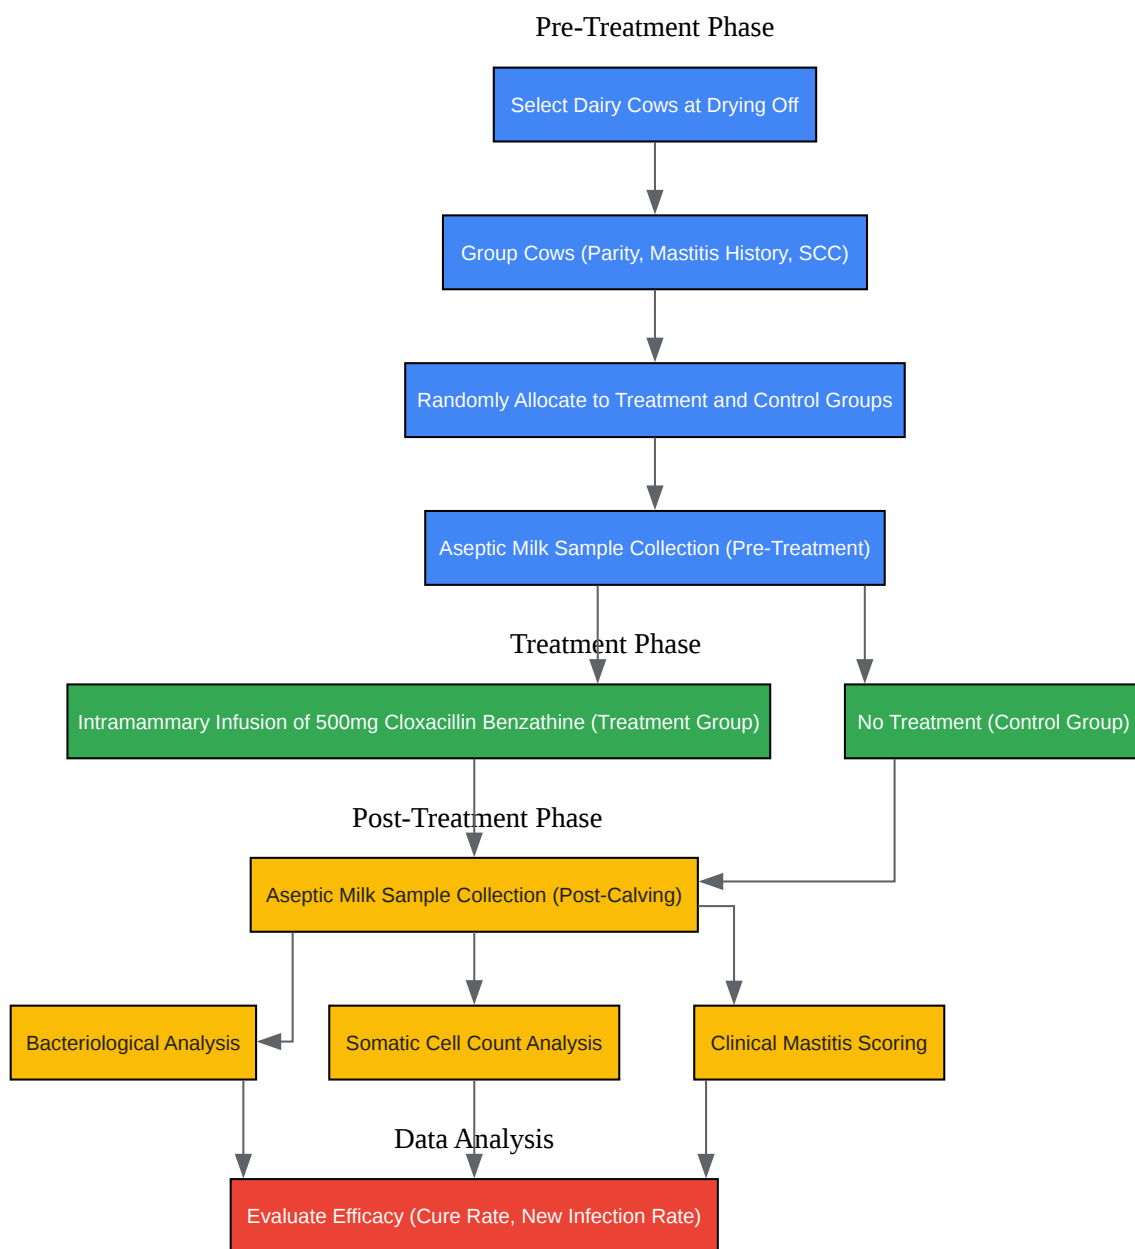 Pre-Treatment Phase
Select Dairy Cows at Drying Off
Group Cows (Parity, Mastitis History, SCC)
Randomly Allocate to Treatment and Control Groups
Aseptic Milk Sample Collection (Pre-Treatment)
Treatment Phase
Intramammary Infusion of 500mg Cloxacillin Benzathine (Treatment Group)
No Treatment (Control Group)
Post-Treatment Phase
Aseptic Milk Sample Collection (Post-Calving)
Bacteriological Analysis
Somatic Cell Count Analysis
Clinical Mastitis Scoring
Data Analysis
Evaluate Efficacy (Cure Rate, New Infection Rate)